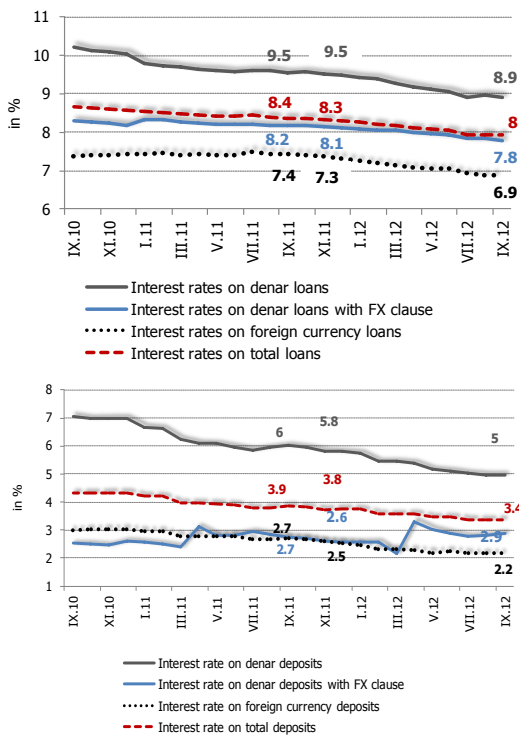 11
10
9
8
7
6
in %
9.5
9.5
8.9
8.4
8.3
8
8.2
8.1
7.8
7.4
7.3
6.9
IX.10
XI.10
I.11
III.11
V.11
VII.11
IX.11
XI.11
I.12
III.12
V.12
VII.12
IX.12
Interest rates on denar loans
Interest rates on denar loans with FX clause
Interest rates on foreign currency loans
Interest rates on total loans
8
7
6
5
4
3
2
1
in %
6
5.8
5
3.9
3.8
3.4
2.7
2.6
2.9
2.7
2.5
2.2
IX.10
XI.10
I.11
III.11
V.11
VII.11
IX.11
XI.11
I.12
III.12
V.12
VII.12
IX.12
Interest rate on denar deposits
Interest rate on denar deposits with FX clause
Interest rate on foreign currency deposits
Interest rate on total deposits